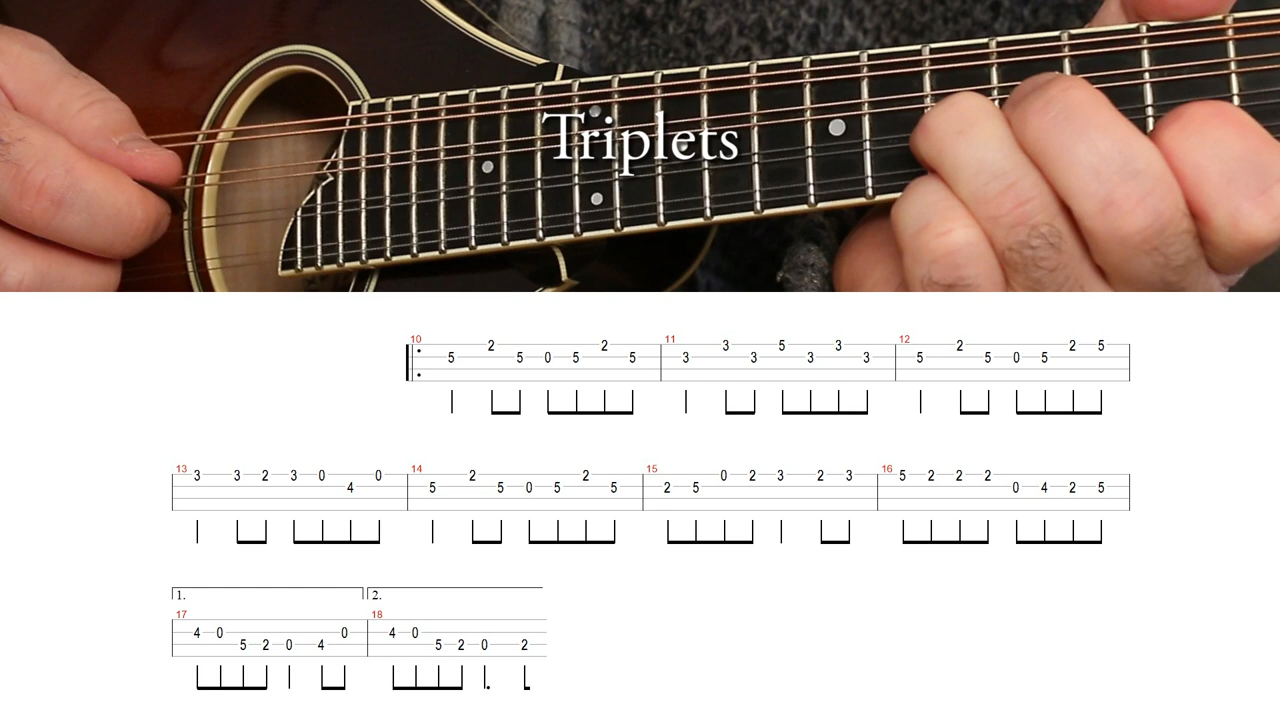 Triplets
10 5 2 5 0 5 2 5 11 3 3 3 5 3 3 3 12 5 2 5 0 5 2 5
13 3 3 2 3 0 4 0 14 5 2 5 0 5 2 5 15 2 5 0 2 3 2 3 16 5 2 2 2 0 4 2 5
1. 2.
17 4 0 5 2 0 4 0 18 4 0 5 2 0 2